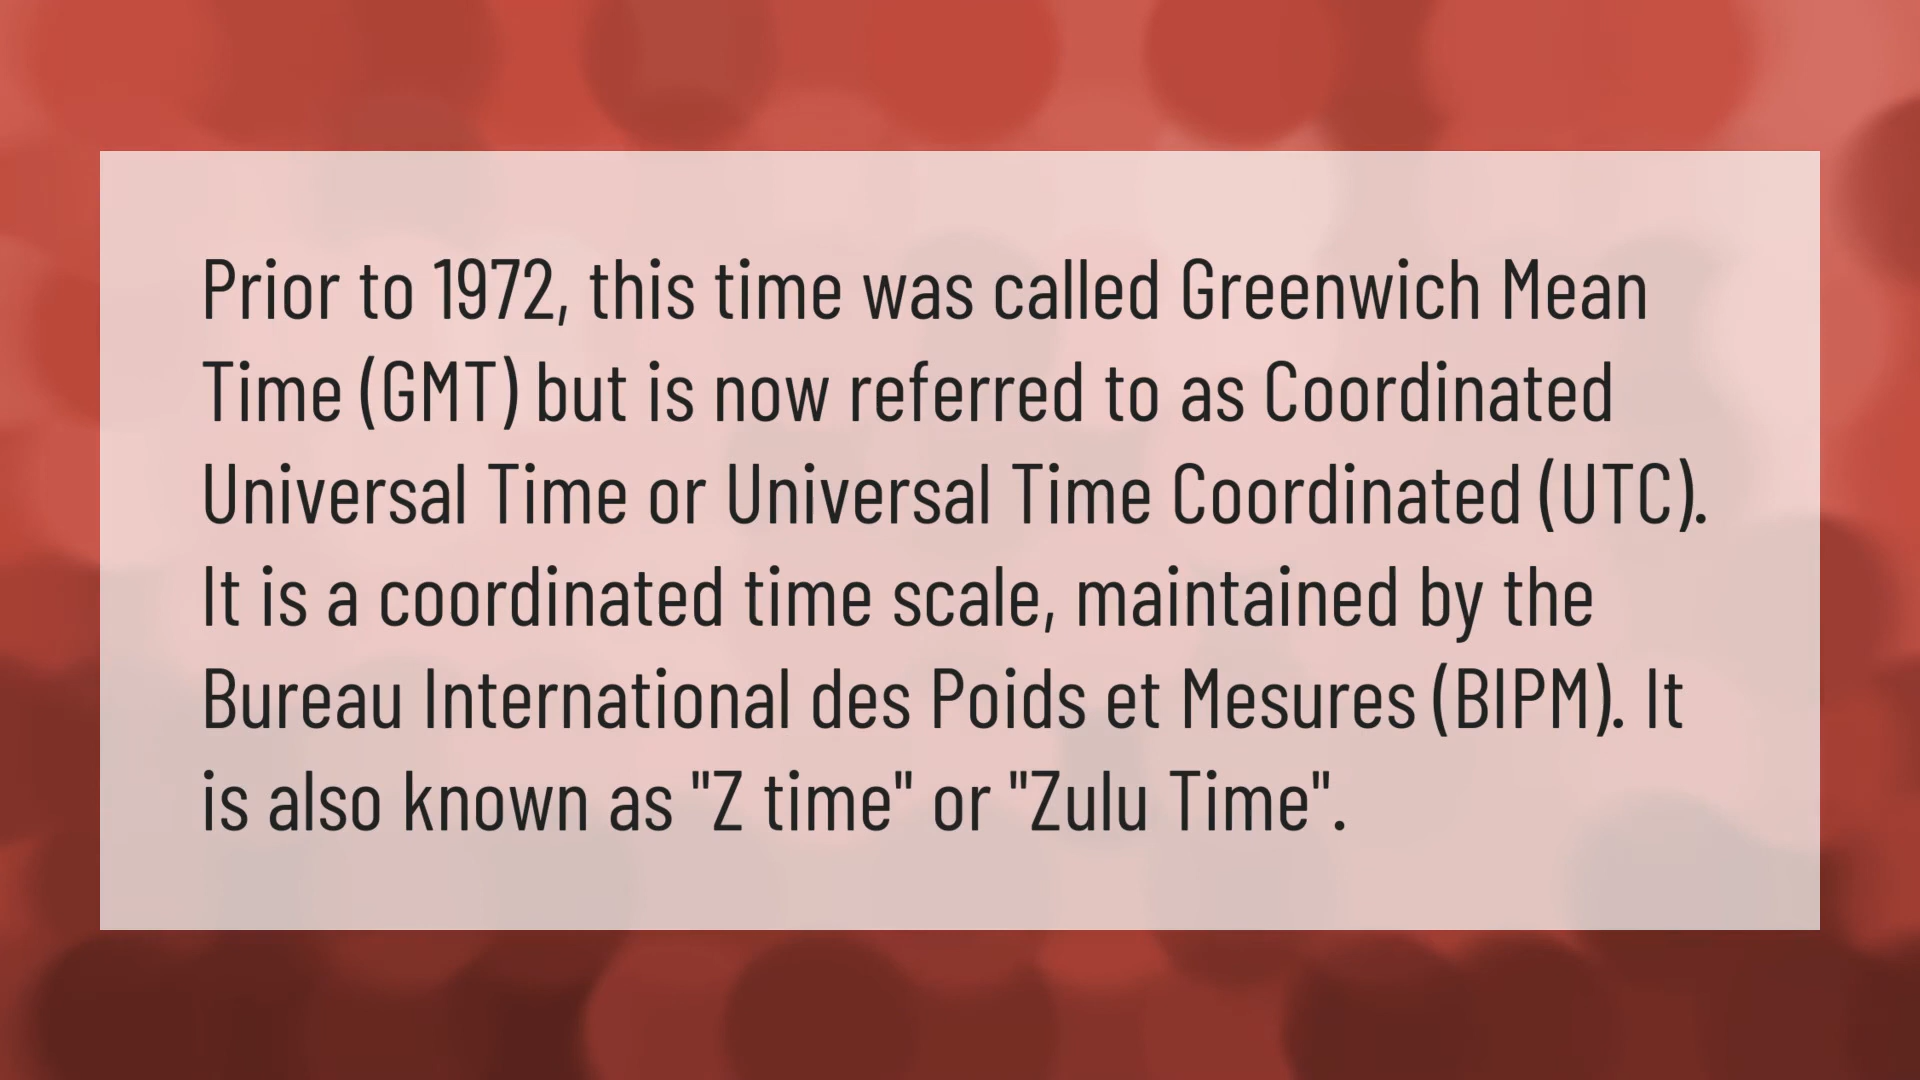 Prior to 1972, this time was called Greenwich Mean
Time (GMT) but is now referred to as Coordinated
Universal Time or Universal Time Coordinated (UTC).
It is a coordinated time scale, maintained by the
Bureau International des Poids et Mesures (BIPM). It
is also known as "Z time" or "Zulu Time".